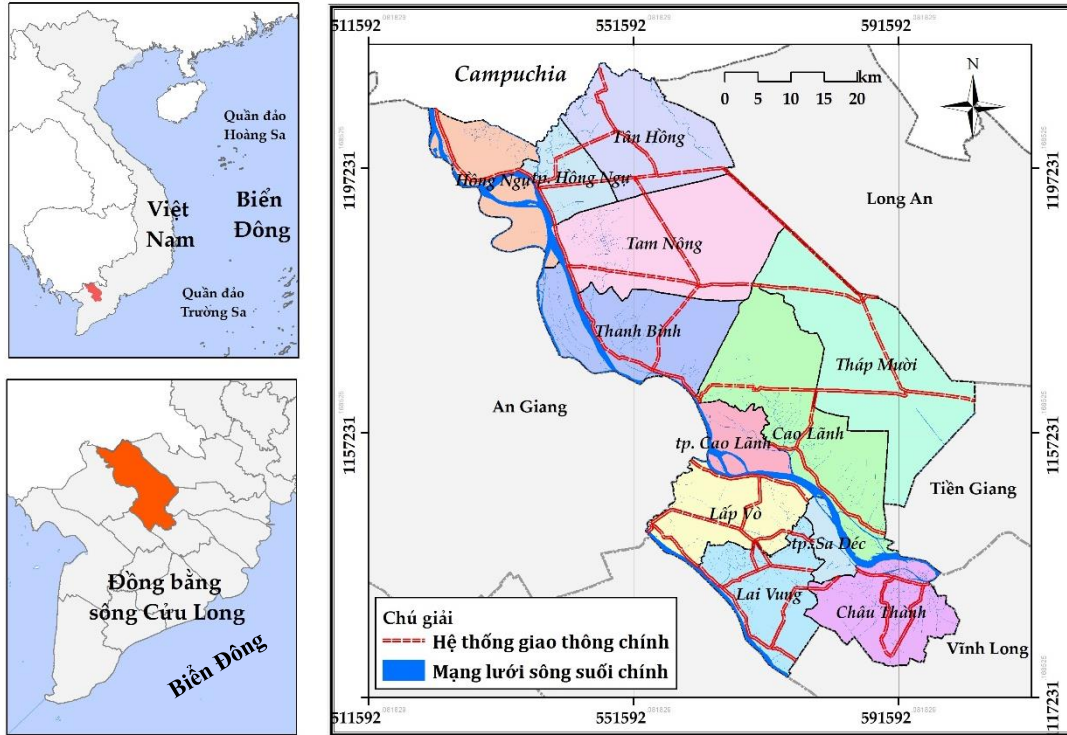 Quần đảo
Hoàng Sa
Việt
Nam
Biển
Đông
Quần đảo
Trường Sa
Đồng bằng
sông Cửu Long
Biển Đông
511592
551592
591592
Campuchia
km
0 5 10 15 20
N
1197231
1197231
Tân Hồng
Hồng Ngự
tp. Hồng Ngự
Long An
Tam Nông
Thanh Bình
Tháp Mười
An Giang
1157231
1157231
tp. Cao Lãnh
Cao Lãnh
Tiền Giang
Lấp Vò
tp. Sa Déc
Lai Vung
Châu Thành
Vĩnh Long
Chú giải
Hệ thống giao thông chính
Mạng lưới sông suối chính
1117231
511592
551592
591592